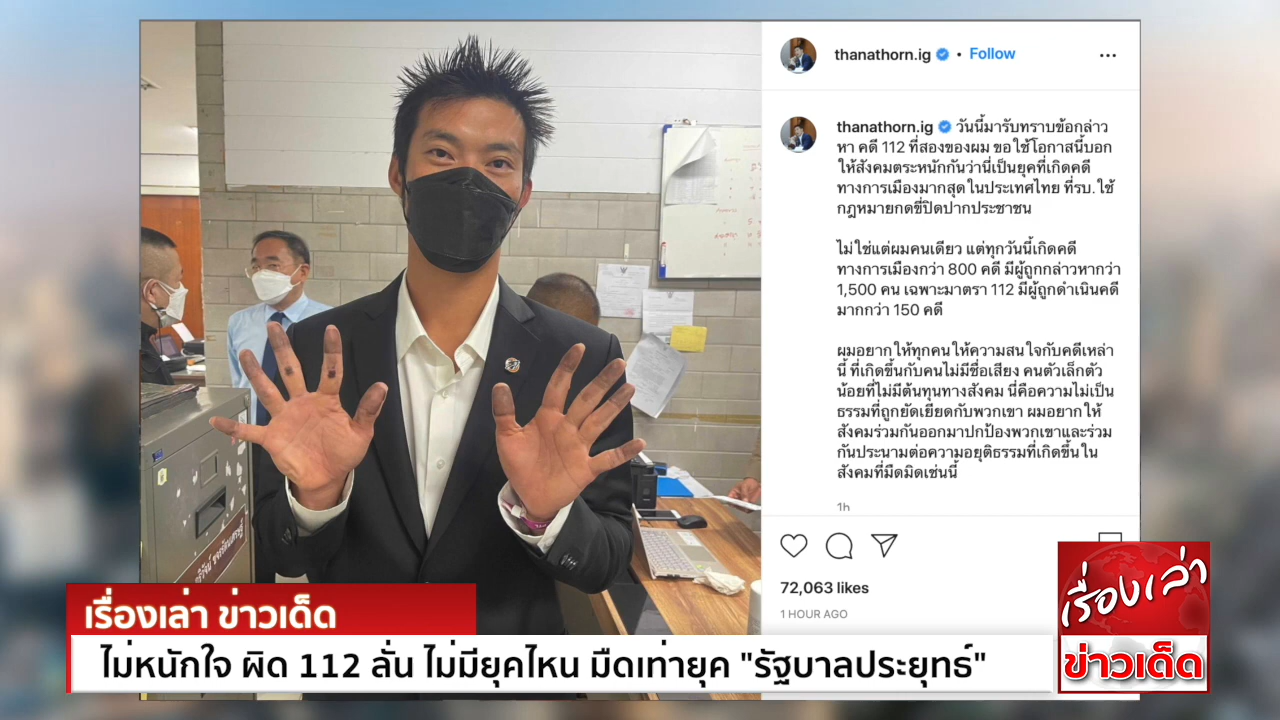 thanathorn.ig • Follow
thanathorn.ig วันนี้มารับทราบข้อกล่าว
หา คดี 112 ที่สองของผม ขอใช้โอกาสนี้บอก
ให้สังคมตระหนักกันว่านี่เป็นยุคที่เกิดคดี
ทางการเมืองมากสุดในประเทศไทย ที่รบ. ใช้
กฎหมายกดขี่ปิดปากประชาชน
ไม่ใช่แต่ผมคนเดียว แต่ทุกวันนี้เกิดคดี
ทางการเมืองกว่า 800 คดี มีผู้ถูกกล่าวหากว่า
1,500 คน เฉพาะมาตรา 112 มีผู้ถูกดำเนินคดี
มากกว่า 150 คดี
ผมอยากให้ทุกคนให้ความสนใจกับคดีเหล่า
นี้ ที่เกิดขึ้นกับคนไม่มีชื่อเสียง คนตัวเล็กตัว
น้อยที่ไม่มีต้นทุนทางสังคม นี่คือความไม่เป็น
ธรรมที่ถูกยัดเยียดกับพวกเขา ผมอยากให้
สังคมร่วมกันออกมาปกป้องพวกเขาและร่วม
กันประนามต่อความอยุติธรรมที่เกิดขึ้นใน
สังคมที่มืดมิดเช่นนี้
1h
72,063 likes
1 HOUR AGO
เรื่องเล่า ข่าวเด็ด
ไม่หนักใจ ผิด 112 ลั่น ไม่มียุคไหน มืดเท่ายุค "รัฐบาลประยุทธ์"
เรื่องเล่า
ข่าวเด็ด